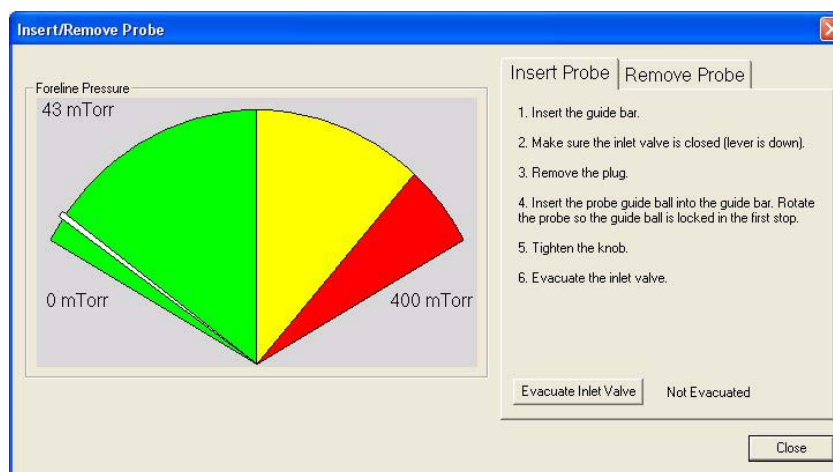 Insert/Remove Probe
Foreline Pressure
43 mTorr
0 mTorr
400 mTorr
Insert Probe
Remove Probe
1. Insert the guide bar.
2. Make sure the inlet valve is closed (lever is down).
3. Remove the plug.
4. Insert the probe guide ball into the guide bar. Rotate
the probe so the guide ball is locked in the first stop.
5. Tighten the knob.
6. Evacuate the inlet valve.
Evacuate Inlet Valve
Not Evacuated
Close